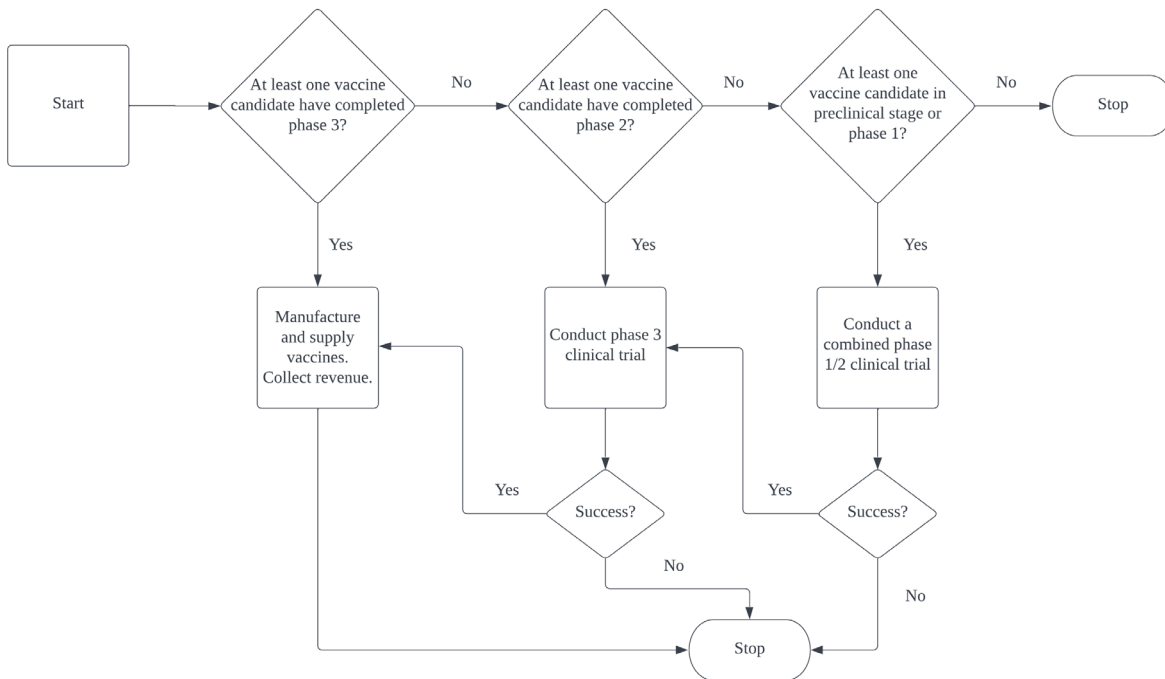 Start
At least one vaccine
candidate have completed
phase 3?
No
At least one vaccine
candidate have completed
phase 2?
No
At least one
vaccine candidate in
preclinical stage or
phase 1?
No
Stop
Yes
Yes
Yes
Manufacture
and supply
vaccines.
Collect revenue.
Conduct phase 3
clinical trial
Conduct a
combined phase
1/2 clinical trial
Yes
Success?
Yes
Success?
No
No
Stop